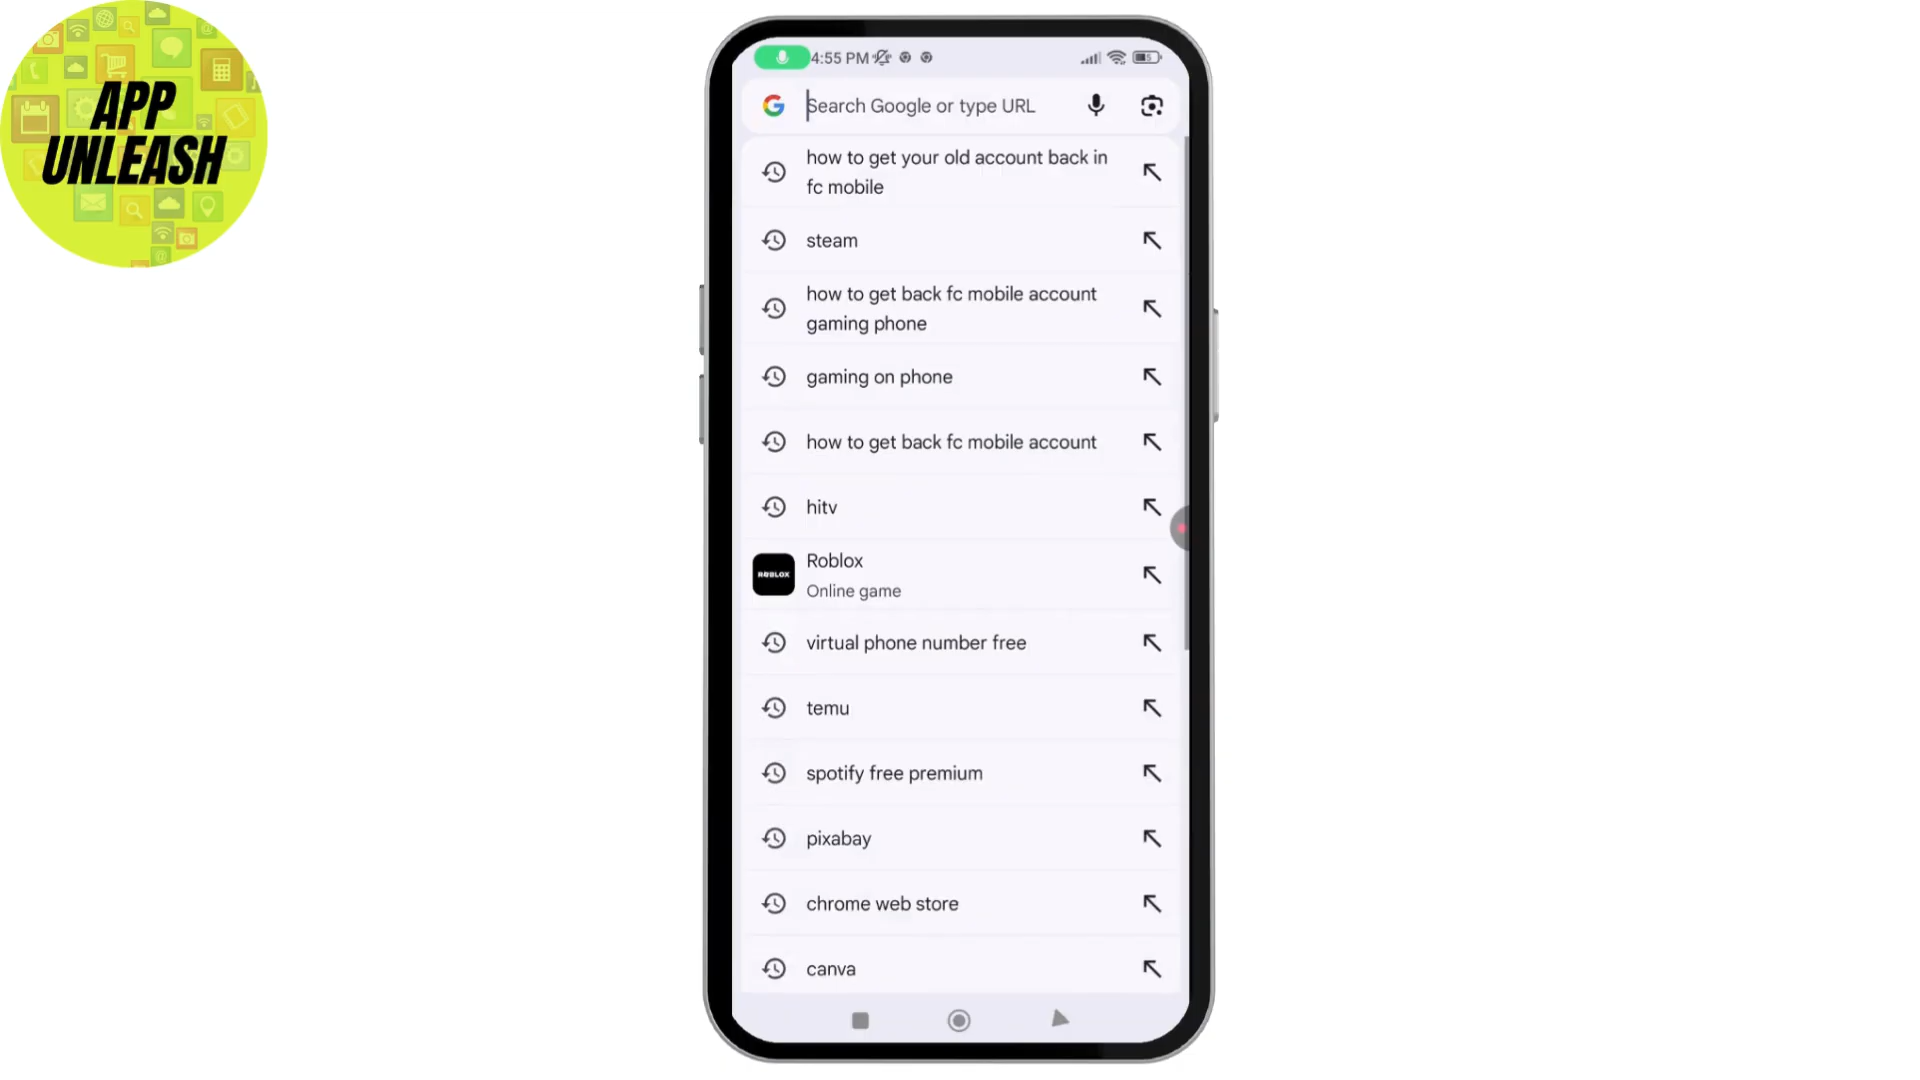 APP
UNLEASH
4:55 PM
Search Google or type URL
how to get your old account back in
fc mobile
steam
how to get back fc mobile account
gaming phone
gaming on phone
how to get back fc mobile account
hitv
ROBLOX
Roblox
Online game
virtual phone number free
temu
spotify free premium
pixabay
chrome web store
canva